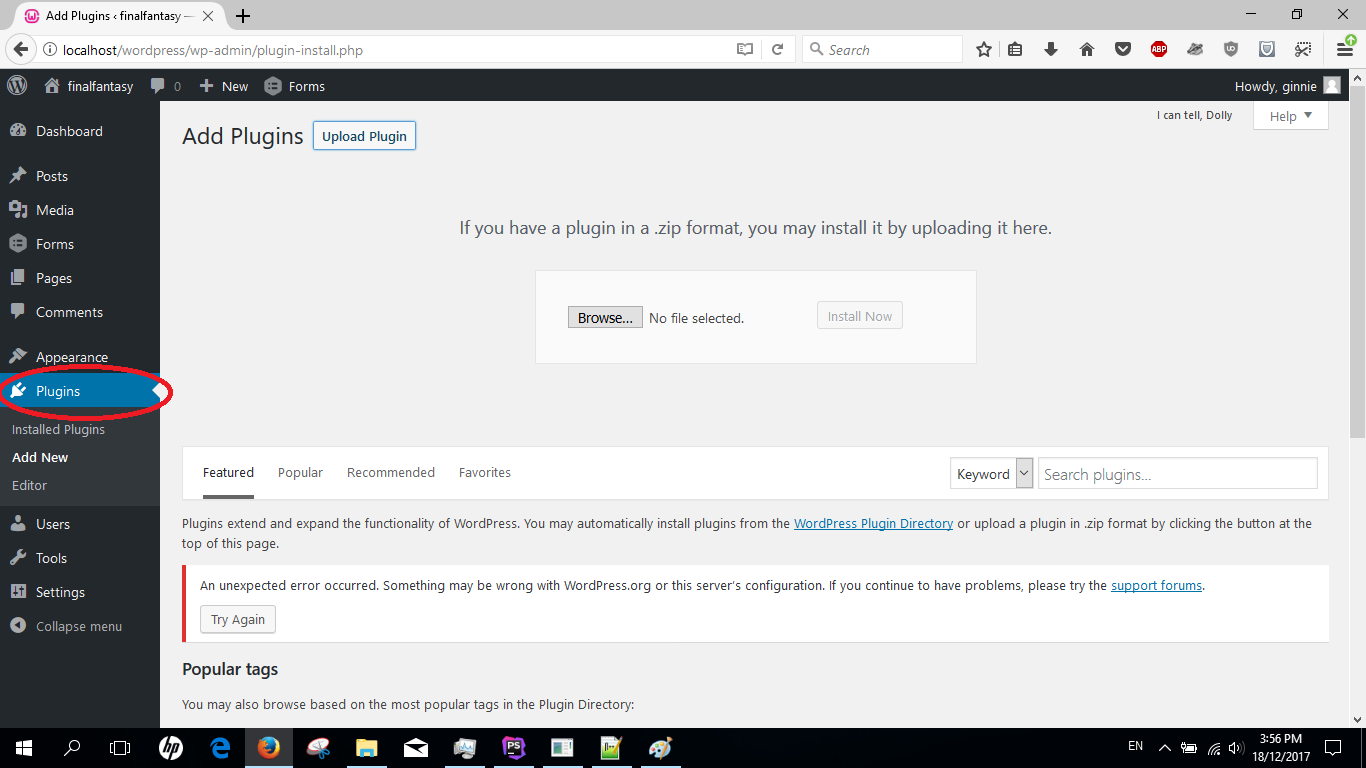 Add Plugins ‹ finalfantasy —
localhost/wordpress/wp-admin/plugin-install.php
Search
ABP
finalfantasy
0
New
Forms
Howdy, ginnie
Dashboard
Posts
Media
Forms
Pages
Comments
Appearance
Plugins
Installed Plugins
Add New
Editor
Users
Tools
Settings
Collapse menu
I can tell, Dolly
Help
Add Plugins
Upload Plugin
If you have a plugin in a .zip format, you may install it by uploading it here.
Browse... No file selected.
Install Now
Featured
Popular
Recommended
Favorites
Keyword
Search plugins...
Plugins extend and expand the functionality of WordPress. You may automatically install plugins from the WordPress Plugin Directory or upload a plugin in .zip format by clicking the button at the
top of this page.
An unexpected error occurred. Something may be wrong with WordPress.org or this server's configuration. If you continue to have problems, please try the support forums.
Try Again
Popular tags
You may also browse based on the most popular tags in the Plugin Directory:
hp
PS
EN
3:56 PM
18/12/2017